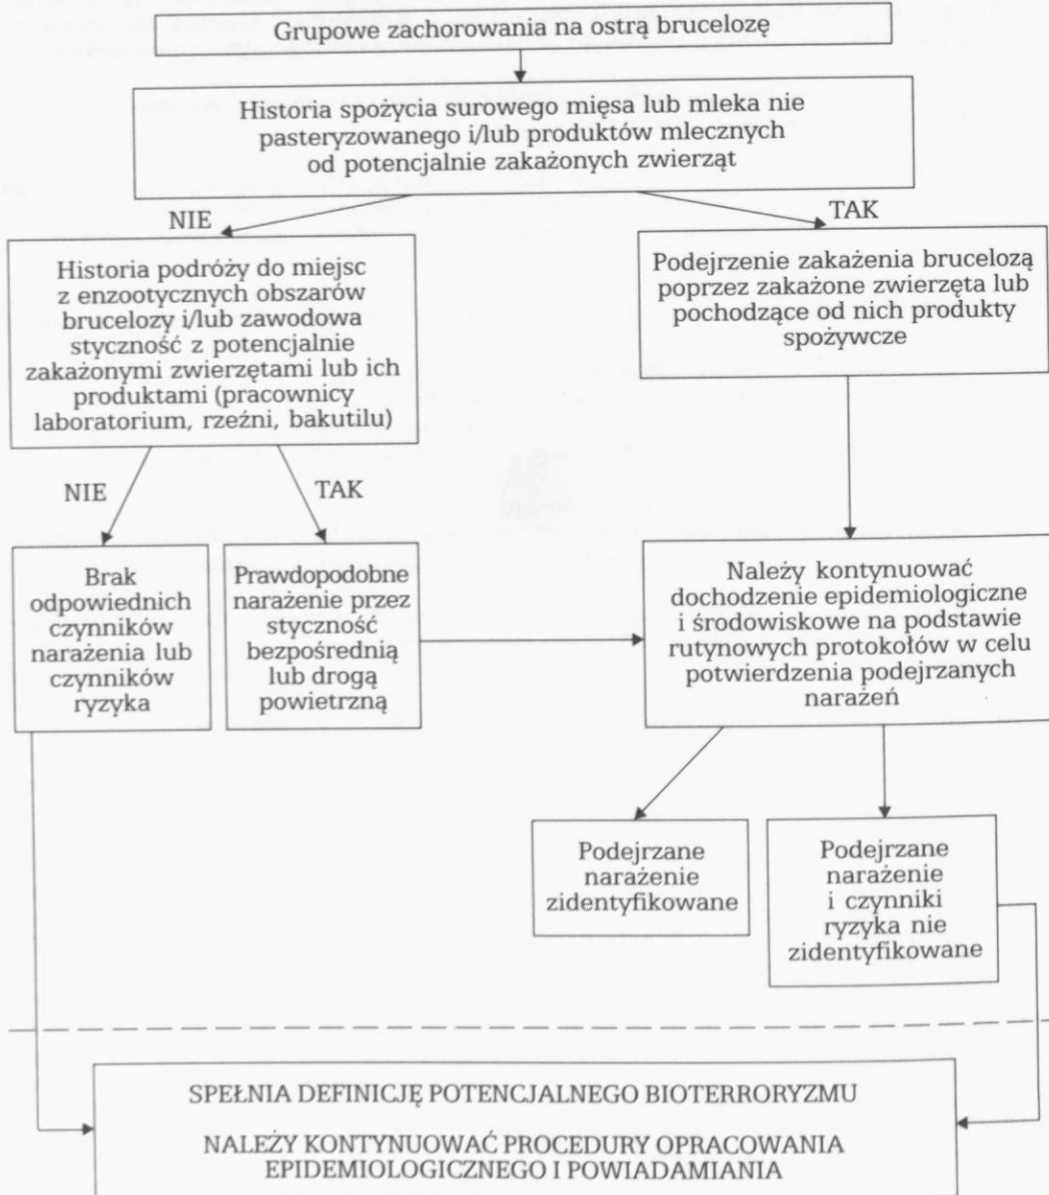 Grupowe zachorowania na ostrą brucelozę
Historia spożycia surowego mięsa lub mleka nie
pasteryzowanego i/lub produktów mlecznych
od potencjalnie zakażonych zwierząt
NIE
TAK
Historia podróży do miejsc
z enzootycznych obszarów
brucelozy i/lub zawodowa
styczność z potencjalnie
zakażonymi zwierzętami lub ich
produktami (pracownicy
laboratorium, rzeźni, bakutilu)
Podejrzenie zakażenia brucelozą
poprzez zakażone zwierzęta lub
pochodzące od nich produkty
spożywcze
NIE
TAK
Brak
odpowiednich
czynników
narażenia lub
czynników
ryzyka
Prawdopodobne
narażenie przez
styczność
bezpośrednią
lub drogą
powietrzną
Należy kontynuować
dochodzenie epidemiologiczne
i środowiskowe na podstawie
rutynowych protokołów w celu
potwierdzenia podejrzanych
narażeń
Podejrzane
narażenie
zidentyfikowane
Podejrzane
narażenie
i czynniki
ryzyka nie
zidentyfikowane
SPEŁNIA DEFINICJĘ POTENCJALNEGO BIOTERRORYZMU
NALEŻY KONTYNUOWAĆ PROCEDURY OPRACOWANIA
EPIDEMIOLOGICZNEGO I POWIADAMIANIA